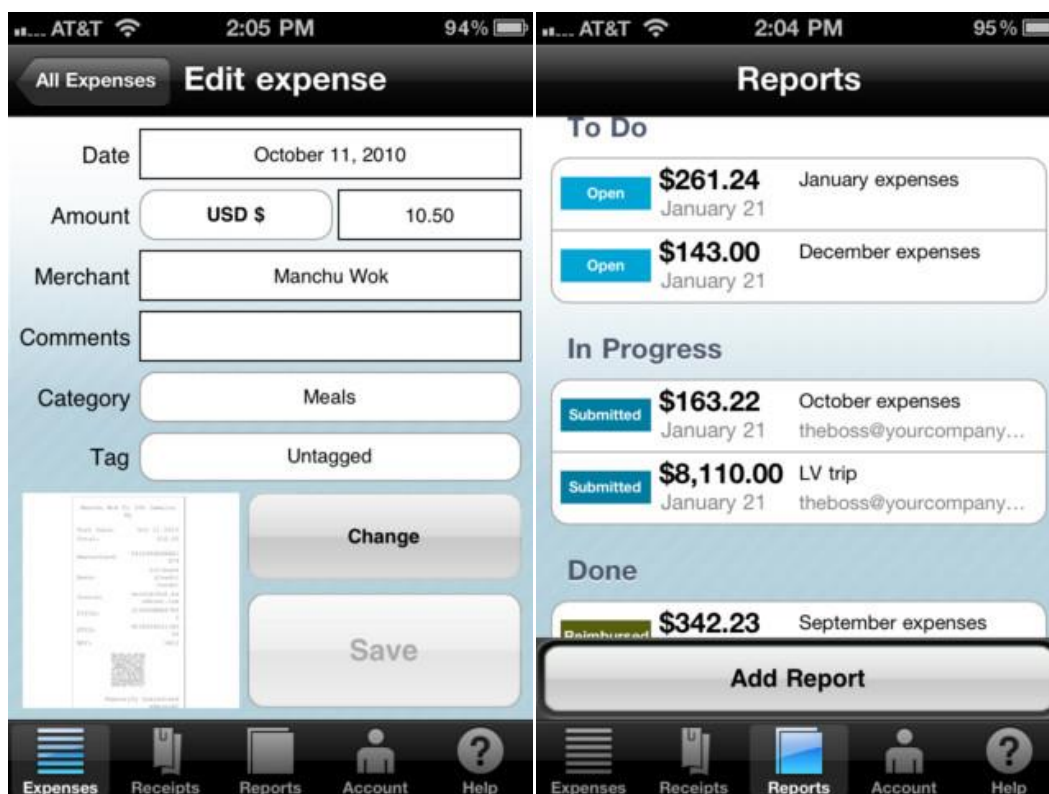 AT&T 2:05 PM 94%
All Expenses Edit expense
Date October 11, 2010
Amount USD $ 10.50
Merchant Manchu Wok
Comments
Category Meals
Tag Untagged
Change
Save
Expenses Receipts Reports Account Help
AT&T 2:04 PM 95%
Reports
To Do
Open $261.24 January expenses
January 21
Open $143.00 December expenses
January 21
In Progress
Submitted $163.22 October expenses
January 21 theboss@yourcompany...
Submitted $8,110.00 LV trip
January 21 theboss@yourcompany...
Done
Reimbursed $342.23 September expenses
Add Report
Expenses Receipts Reports Account Help